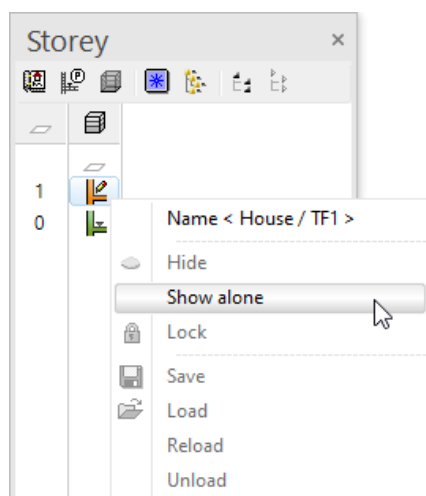 Storey
1
0
Name < House / TF1 >
Hide
Show alone
Lock
Save
Load
Reload
Unload